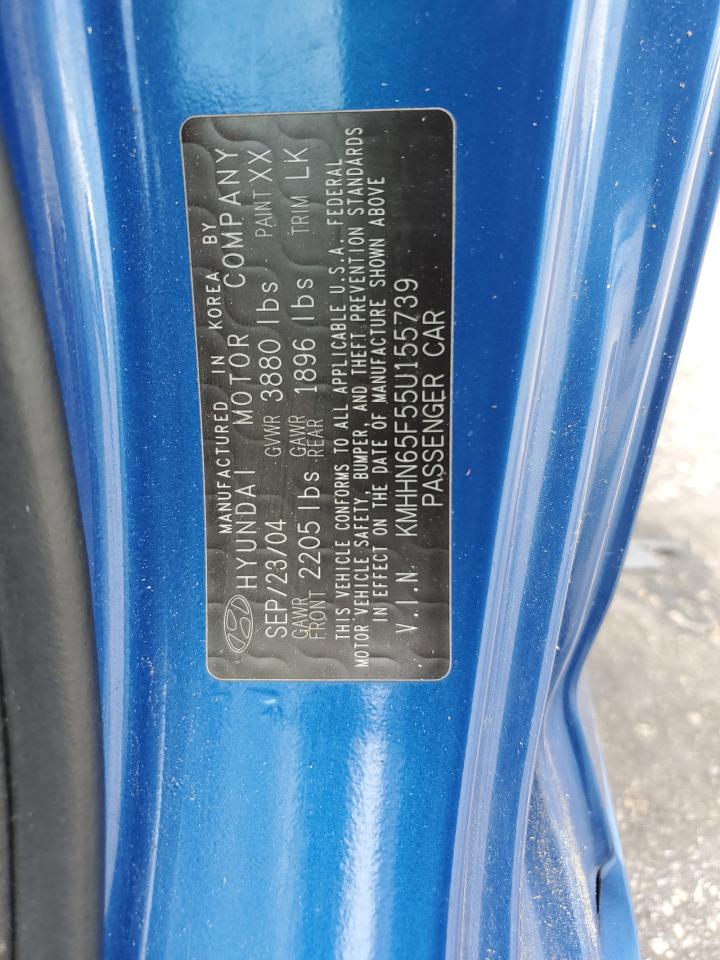 MANUFACTURED IN KOREA BY
HYUNDAI MOTOR COMPANY
SEP/23/04 GVWR 3880 lbs PAINT XX
GAWR FRONT 2205 lbs GAWR REAR 1896 lbs TRIM LK
THIS VEHICLE CONFORMS TO ALL APPLICABLE U.S.A. FEDERAL
MOTOR VEHICLE SAFETY, BUMPER, AND THEFT PREVENTION STANDARDS
IN EFFECT ON THE DATE OF MANUFACTURE SHOWN ABOVE
V.I.N KMHHN65F55U155739
PASSENGER CAR